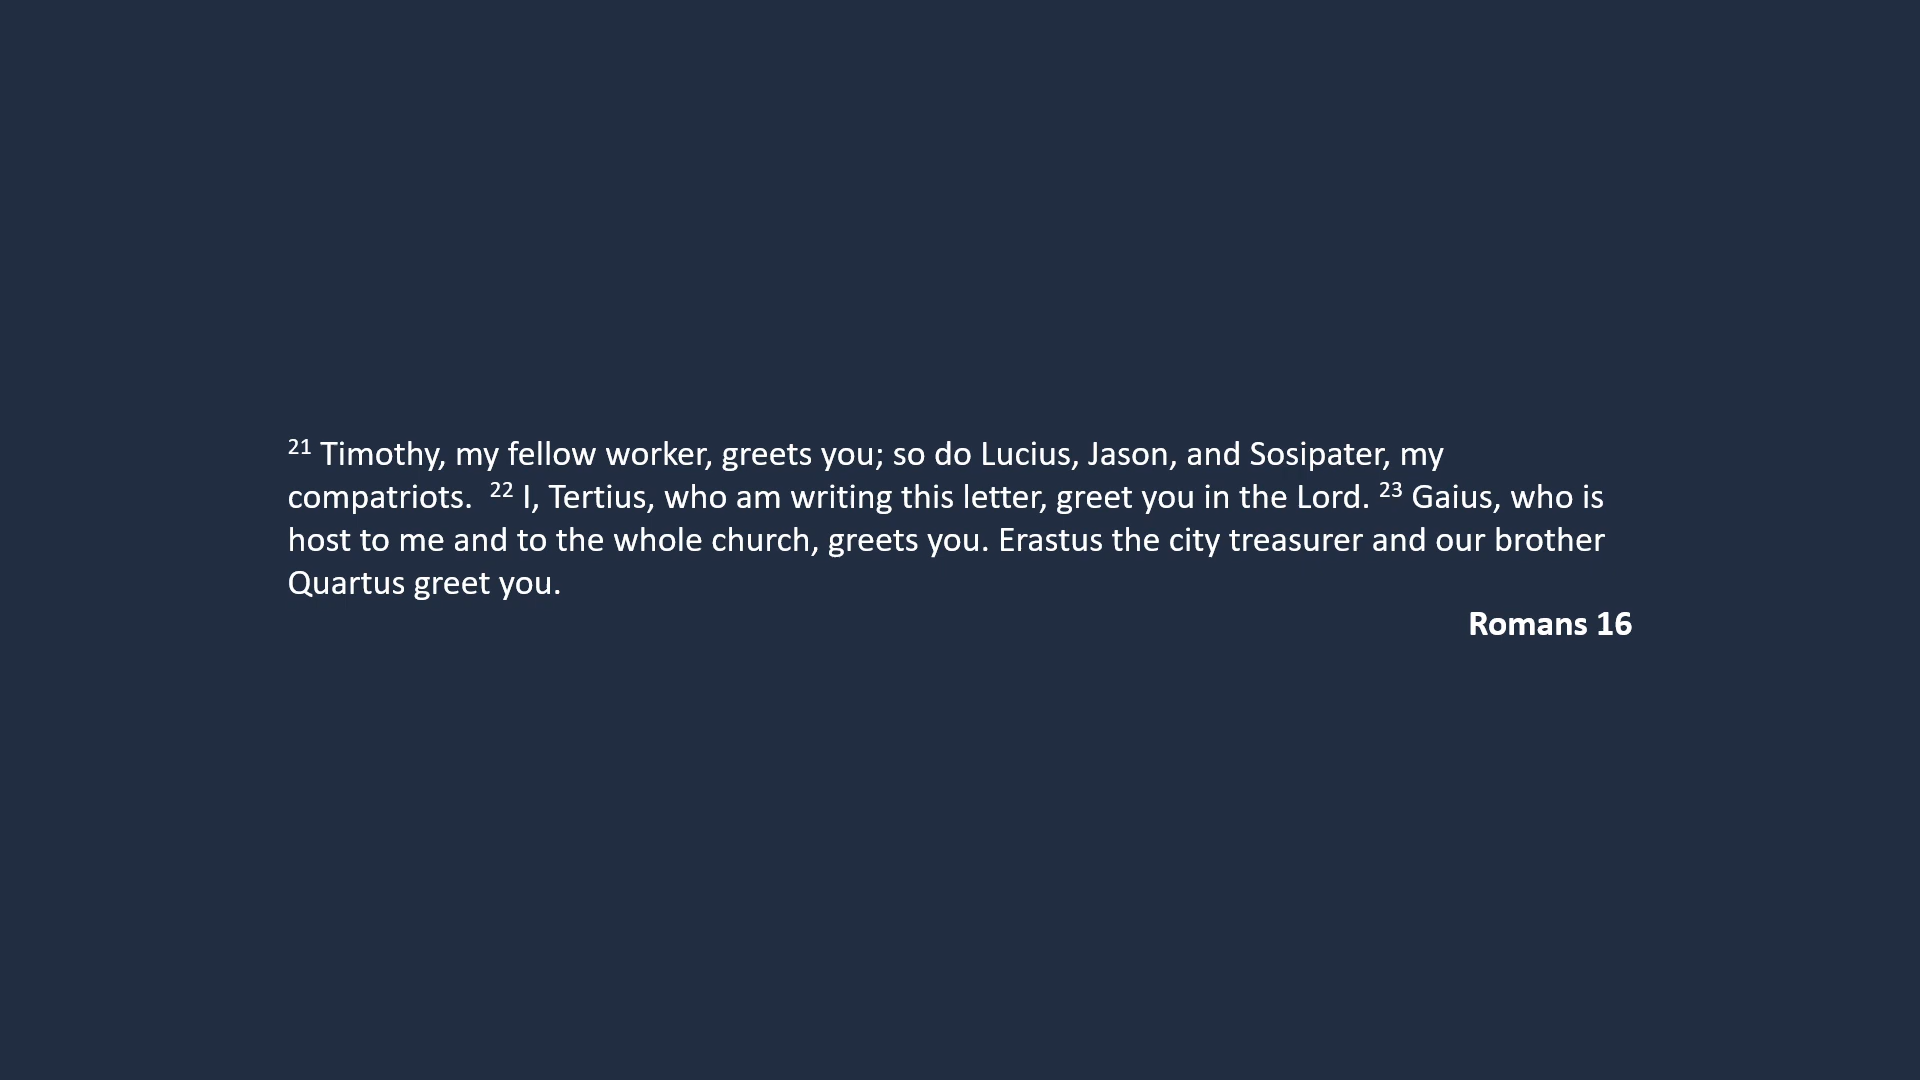 21 Timothy, my fellow worker, greets you; so do Lucius, Jason, and Sosipater, my
compatriots.  22 I, Tertius, who am writing this letter, greet you in the Lord. 23 Gaius, who is
host to me and to the whole church, greets you. Erastus the city treasurer and our brother
Quartus greet you.
Romans 16